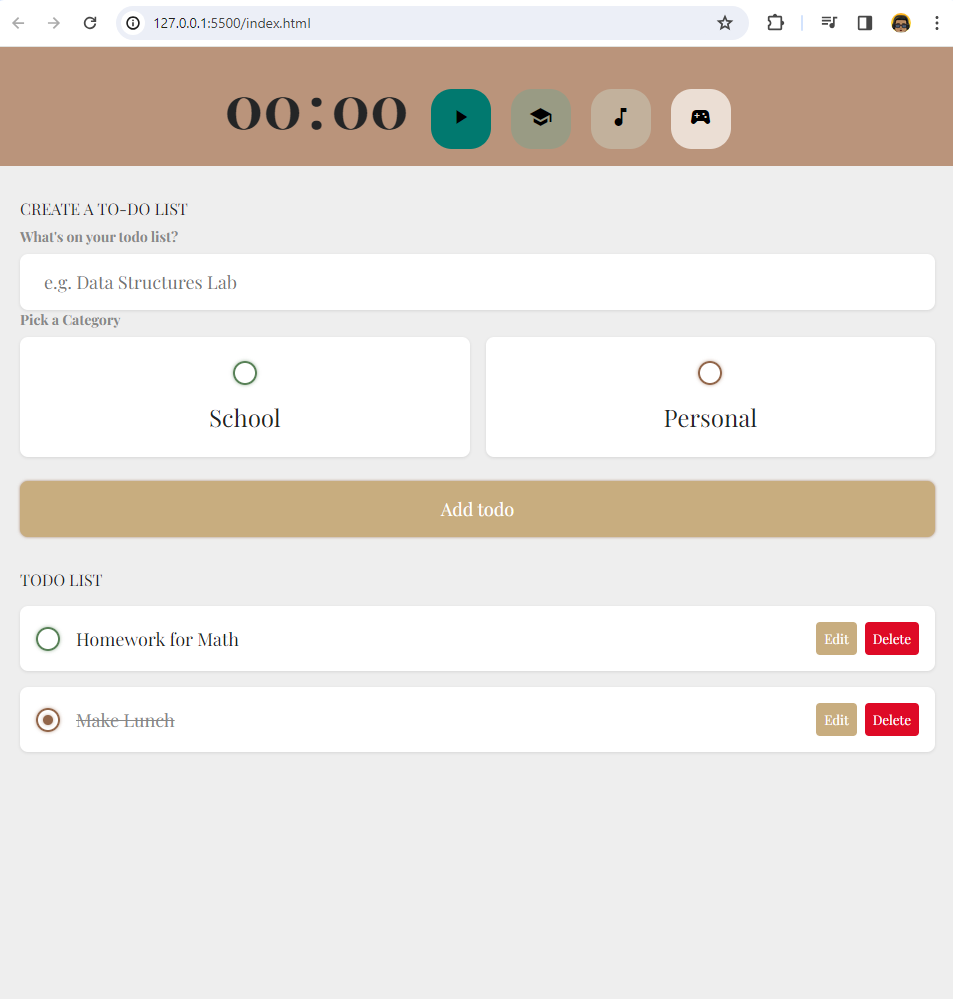 127.0.0.1:5500/index.html
00:00
CREATE A TO-DO LIST
What's on your todo list?
e.g. Data Structures Lab
Pick a Category
School Personal
Add todo
TODO LIST
Homework for Math Edit Delete
Make Lunch Edit Delete